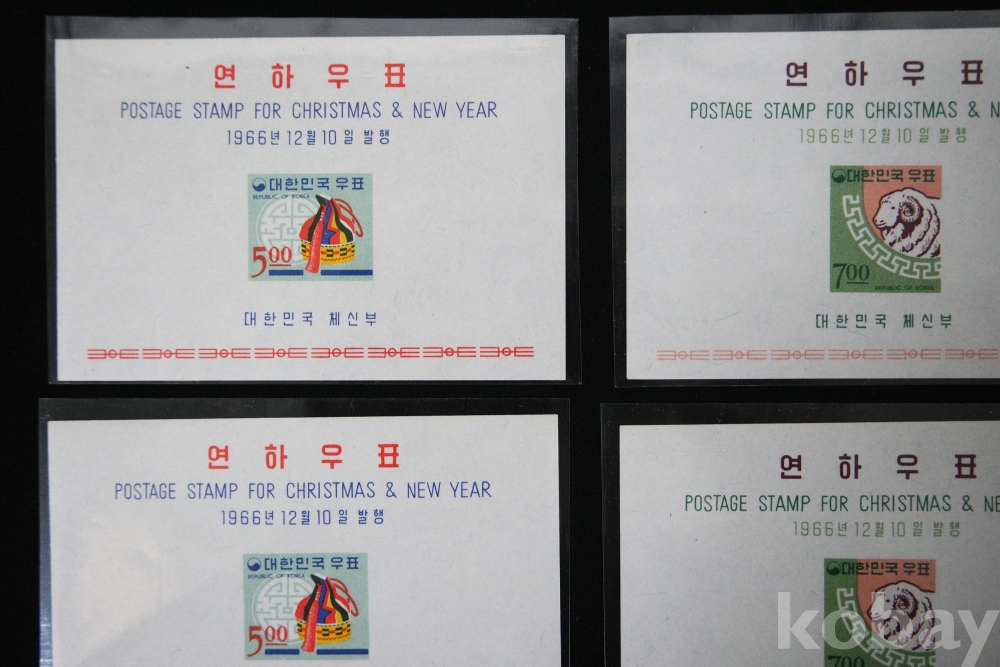 연하우표
POSTAGE STAMP FOR CHRISTMAS & NEW YEAR
1966년 12월 10일 발행
대한민국우표
REPUBLIC OF KOREA
5.00
대한민국 체신부
연하우표
POSTAGE STAMP FOR CHRISTMAS & N
1966년 12월 10일 발행
대한민국우표
7.00
REPUBLIC OF KOREA
대한민국 체신부
연하우표
POSTAGE STAMP FOR CHRISTMAS & NEW YEAR
1966년 12월 10일 발행
대한민국우표
REPUBLIC OF KOREA
5.00
연하우표
POSTAGE STAMP FOR CHRISTMAS & NE
1966년 12월 10일 발행
대한민국우표
7.00
kobay